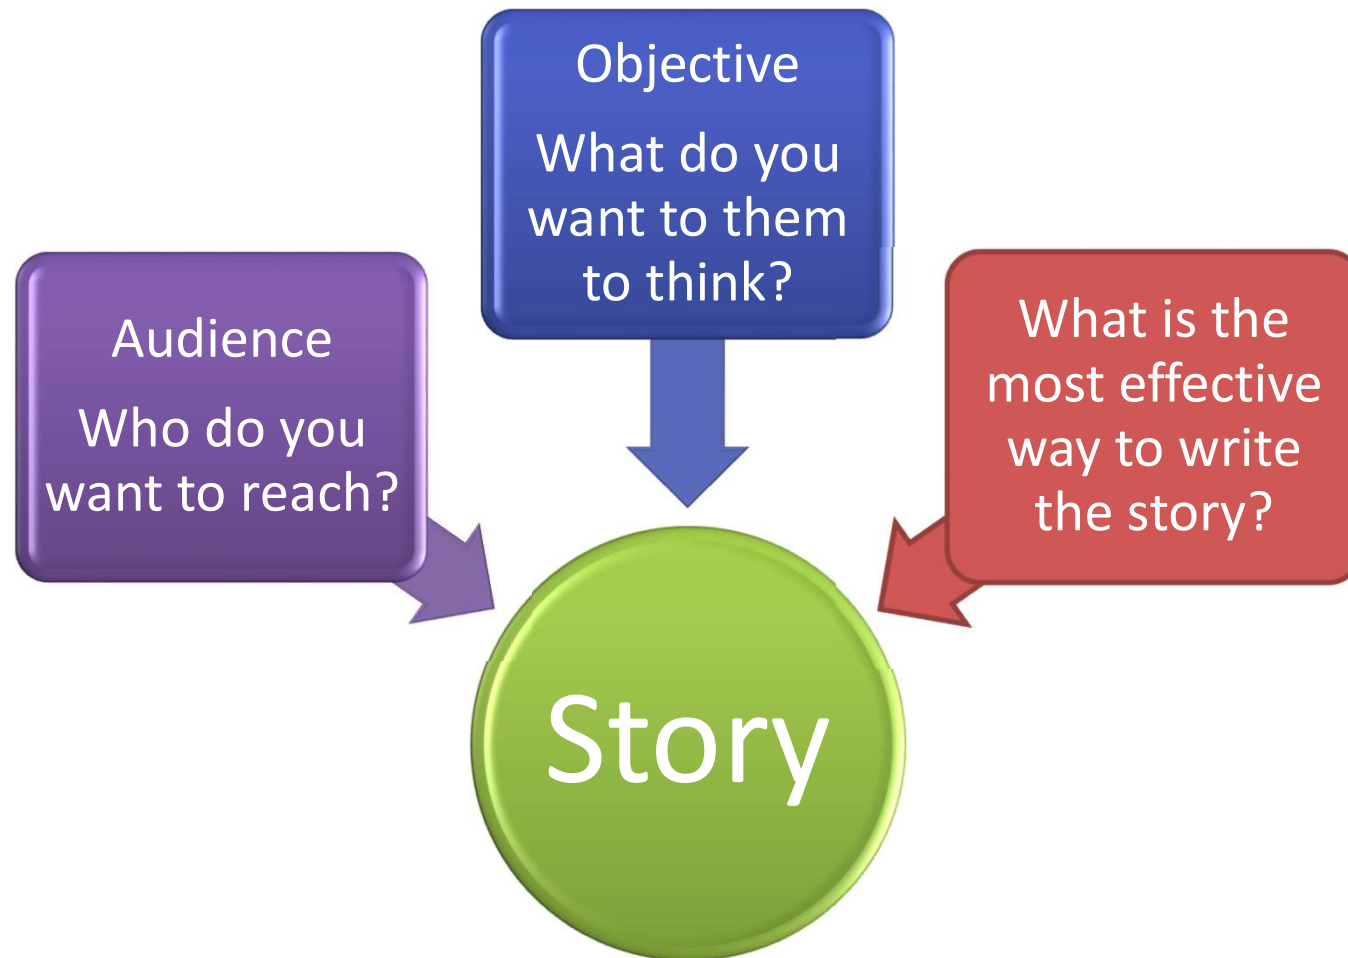 Audience
Who do you
want to reach?
Objective
What do you
want to them
to think?
What is the
most effective
way to write
the story?
Story